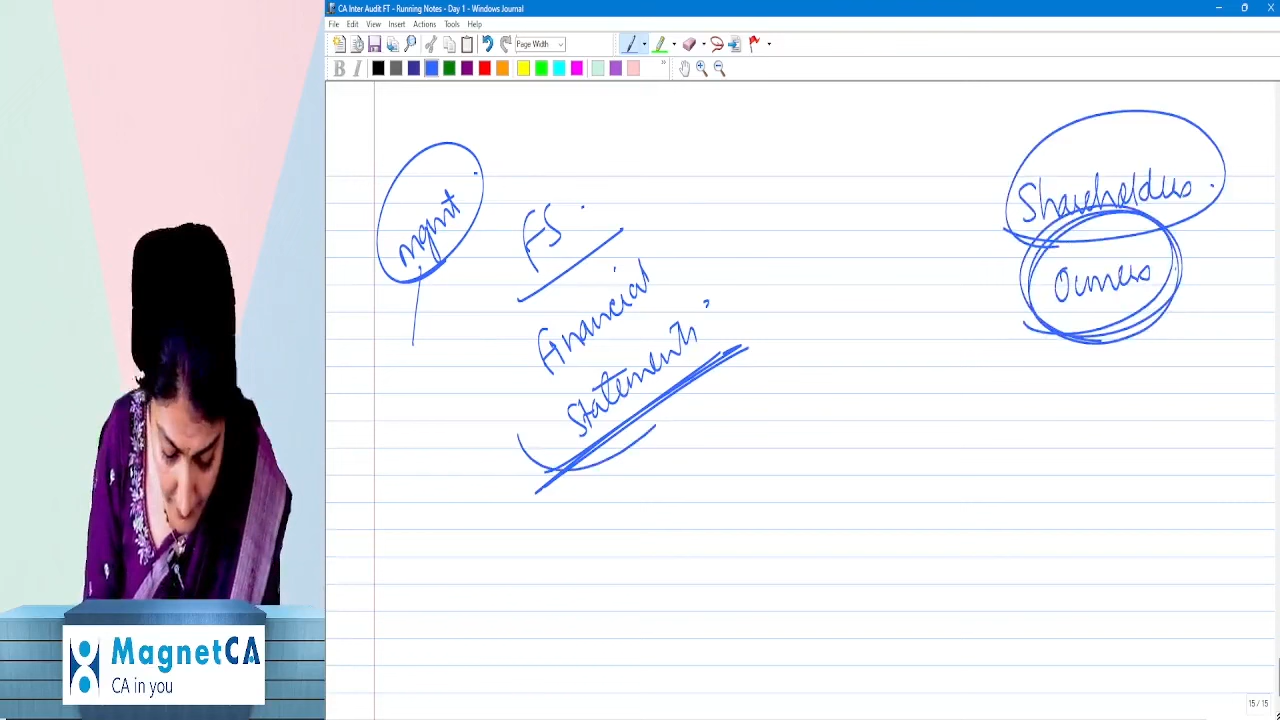 CA Inter Audit FT - Running Notes - Day 1 - Windows Journal
File Edit View Insert Actions Tools Help
Page Width
B I
mgmt
FS.
financial
statements
Shareholders.
Owners
MagnetCA
CA in you
15 / 15